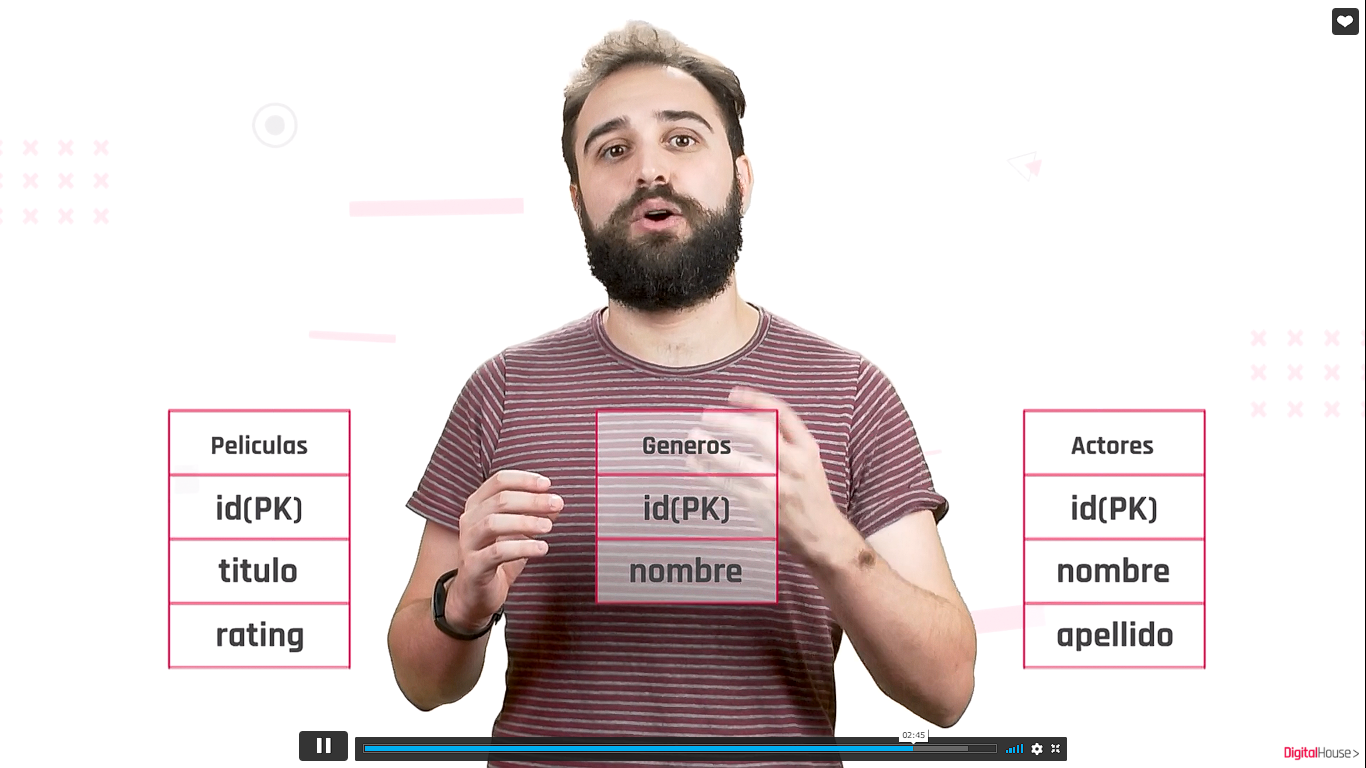 Peliculas
id(PK)
titulo
rating
Generos
id(PK)
nombre
Actores
id(PK)
nombre
apellido
02:45
DigitalHouse>